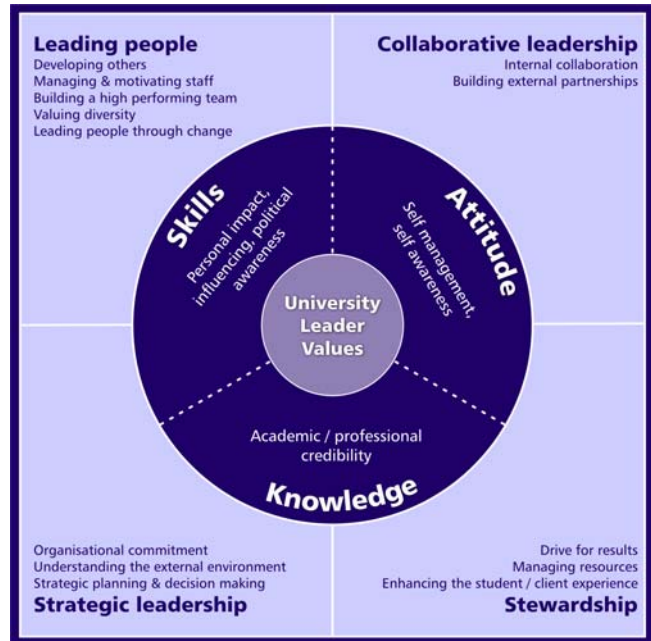 Leading people
Developing others
Managing & motivating staff
Building a high performing team
Valuing diversity
Leading people through change
Collaborative leadership
Internal collaboration
Building external partnerships
Skills
Personal impact,
influencing, political
awareness
Attitude
Self management,
self awareness
University
Leader
Values
Academic / professional
credibility
Knowledge
Organisational commitment
Understanding the external environment
Strategic planning & decision making
Strategic leadership
Drive for results
Managing resources
Enhancing the student / client experience
Stewardship